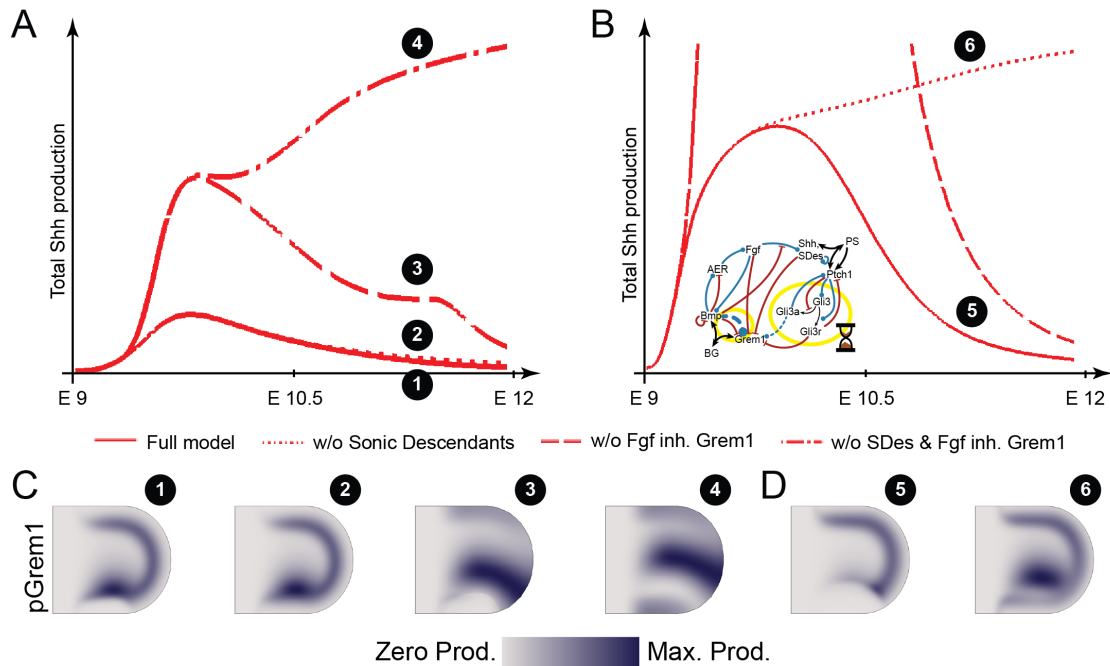 A
B
4
6
3
2
1
5
Total Shh production
Total Shh production
Fgf
Shh,
SDes
PS
AER
Ptch1
Gli3
Gli3a
Bmp
Grem1
Gli3r
BG
E 9
E 10.5
E 12
E 9
E 10.5
E 12
Full model
w/o Sonic Descendants
w/o Fgf inh. Grem1
w/o SDes & Fgf inh. Grem1
C
1
2
3
4
D
5
6
pGrem1
Zero Prod.
Max. Prod.